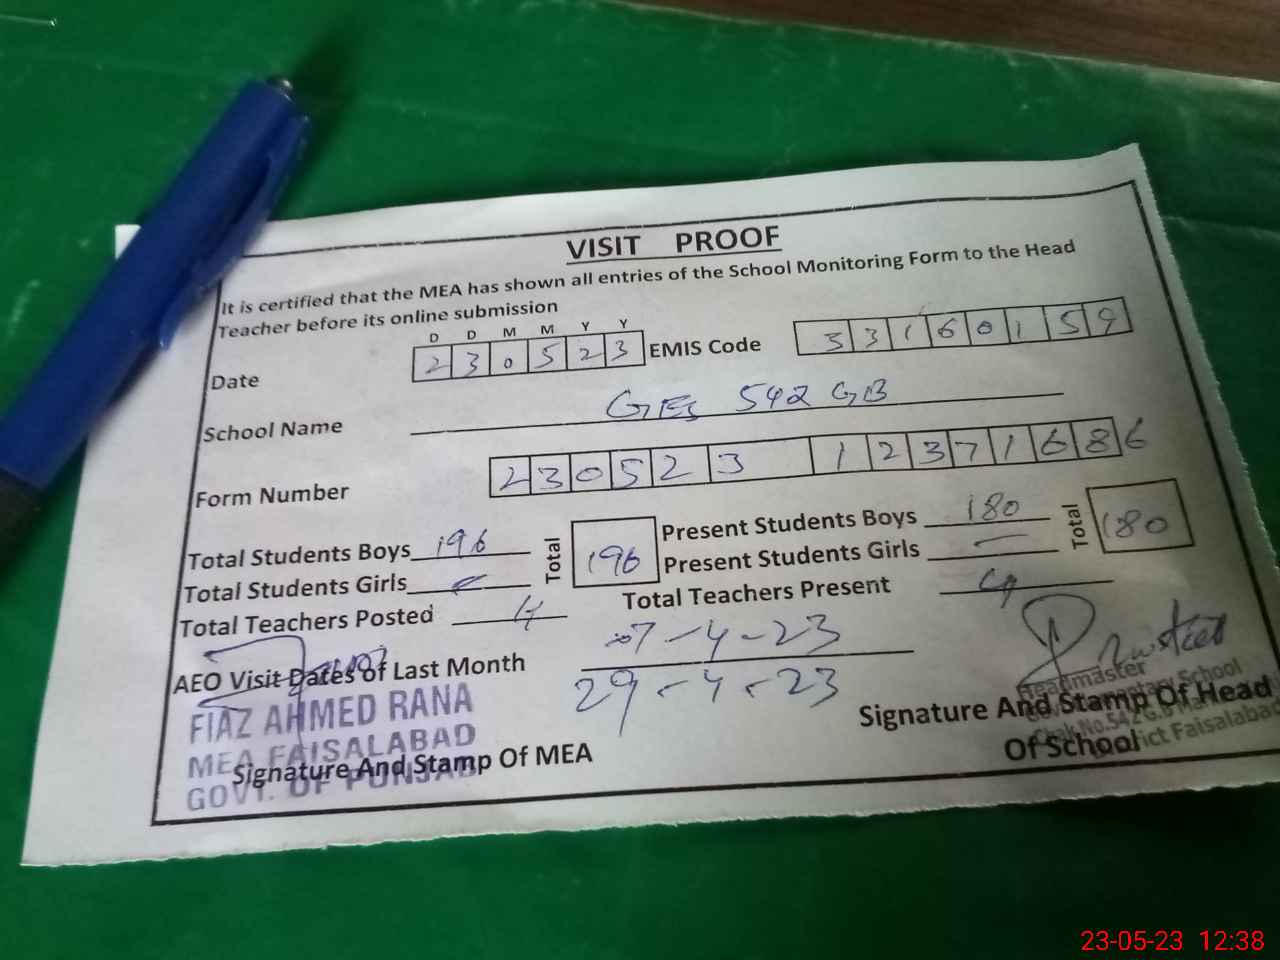 VISIT PROOF
It is certified that the MEA has shown all entries of the School Monitoring Form to the Head
Teacher before its online submission
D D M M Y Y
Date 2 3 0 5 2 3 EMIS Code 3 3 1 6 0 1 5 9
School Name GES 542 GB
Form Number 2 3 0 5 2 3 1 2 3 7 1 6 8 6
Total Students Boys 196 Total 196 Present Students Boys 180 Total 180
Total Students Girls Present Students Girls —
Total Teachers Posted 4 Total Teachers Present 4
AEO Visit Dates of Last Month 07-4-23
29-4-23
FIAZ AHMED RANA
MEA FAISALABAD
GOVT. OF PUNJAB
Signature And Stamp Of MEA
Headmaster
School
Chak No.542 G.B
District Faisalabad
Signature And Stamp Of Head
Of School
23-05-23 12:38